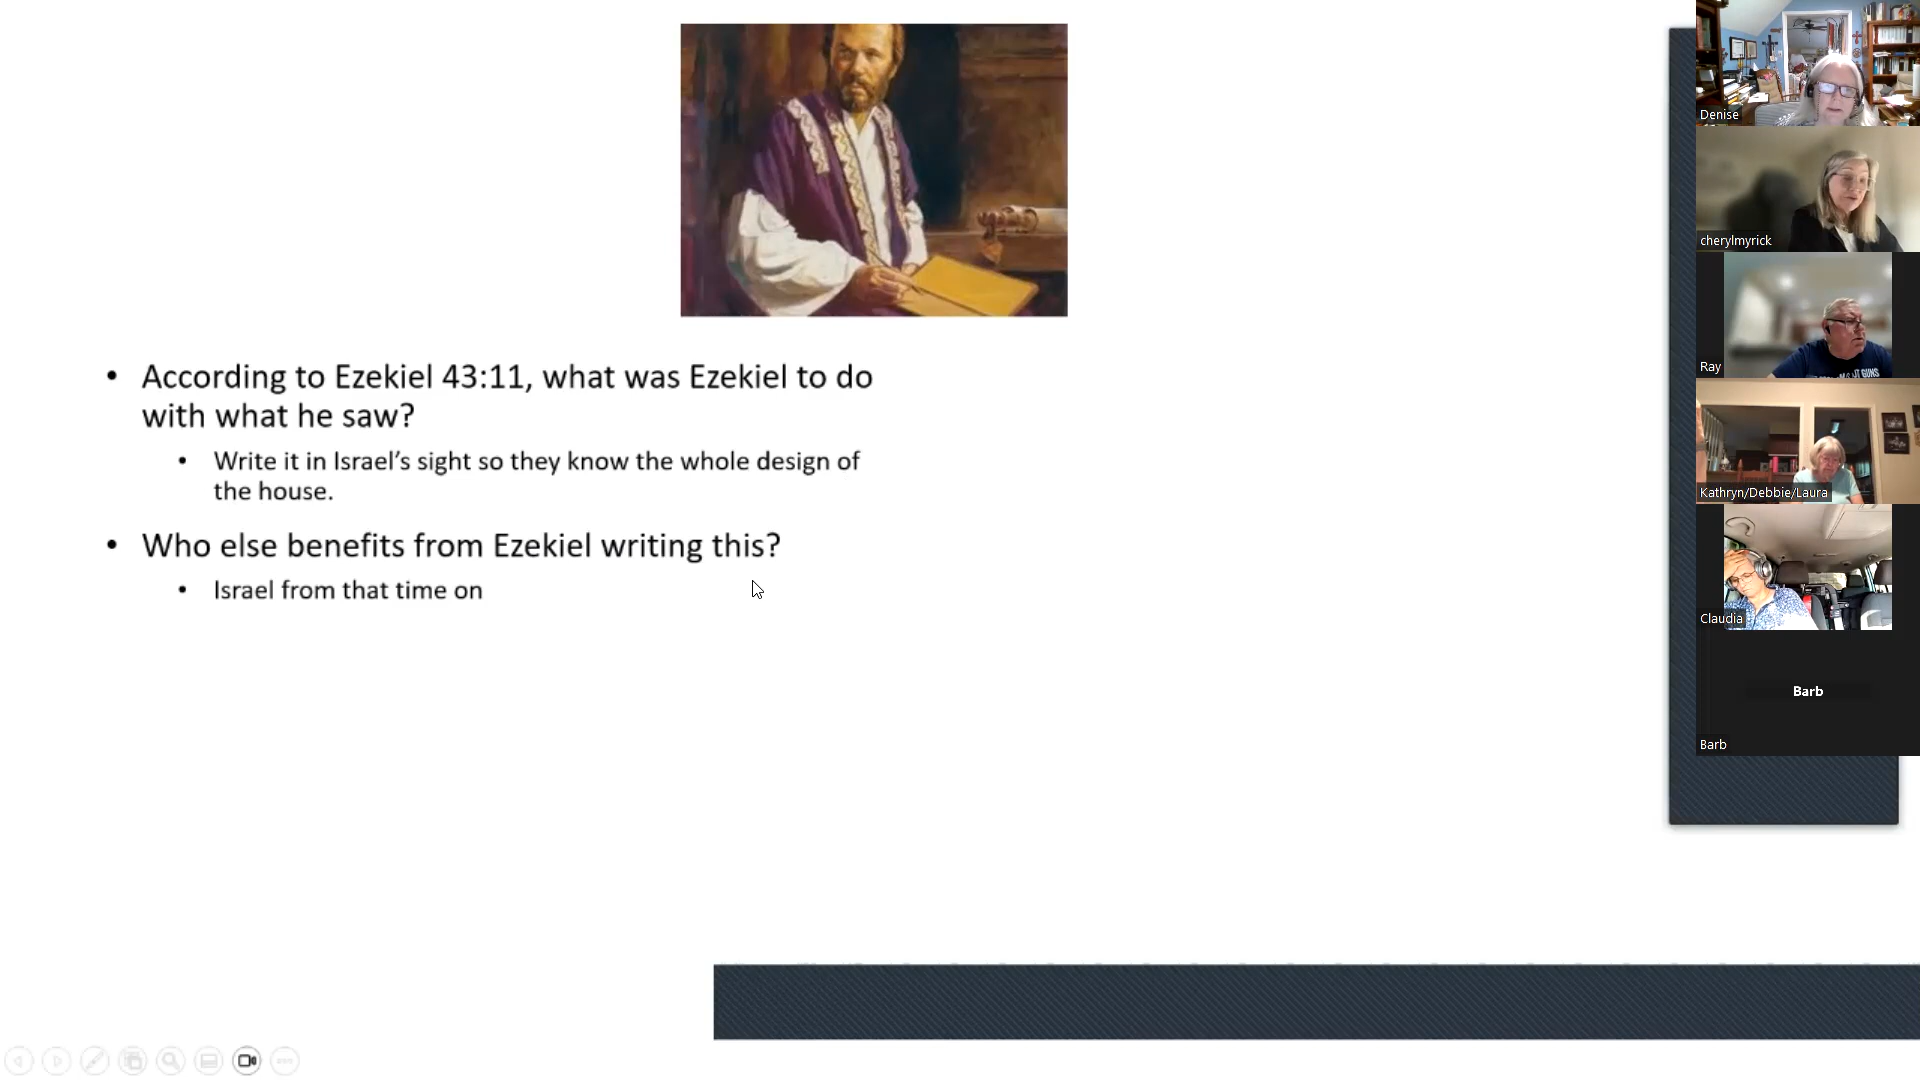 • According to Ezekiel 43:11, what was Ezekiel to do
with what he saw?
• Write it in Israel’s sight so they know the whole design of
the house.
• Who else benefits from Ezekiel writing this?
• Israel from that time on
Denise
cherylmyrick
Ray
Kathryn/Debbie/Laura
Claudia
Barb
Barb